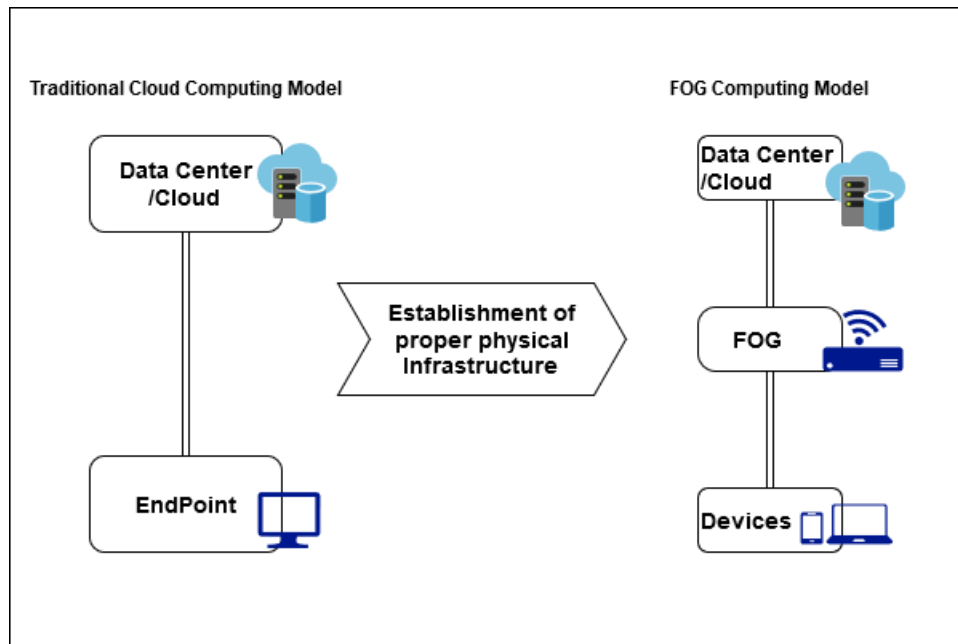 Traditional Cloud Computing Model
FOG Computing Model
Data Center
/Cloud
Data Center
/Cloud
Establishment of
proper physical
Infrastructure
FOG
EndPoint
Devices